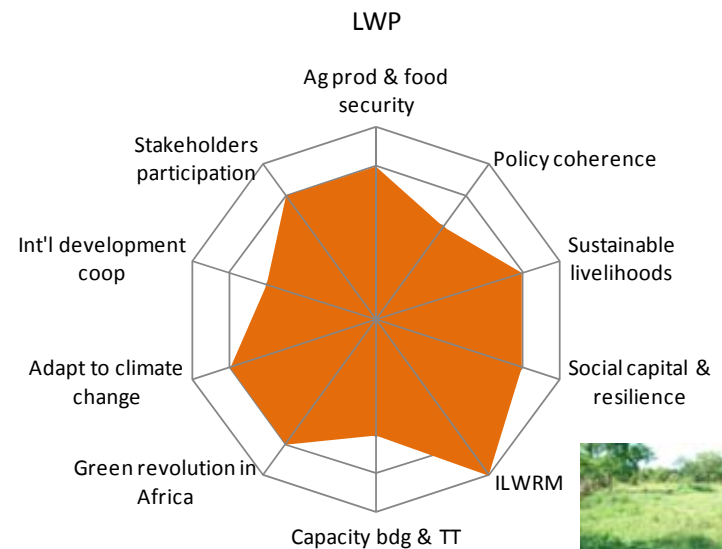 LWP
Ag prod & food
security
Policy coherence
Sustainable
livelihoods
Social capital &
resilience
ILWRM
Capacity bdg & TT
Green revolution in
Africa
Adapt to climate
change
Int'l development
coop
Stakeholders
participation